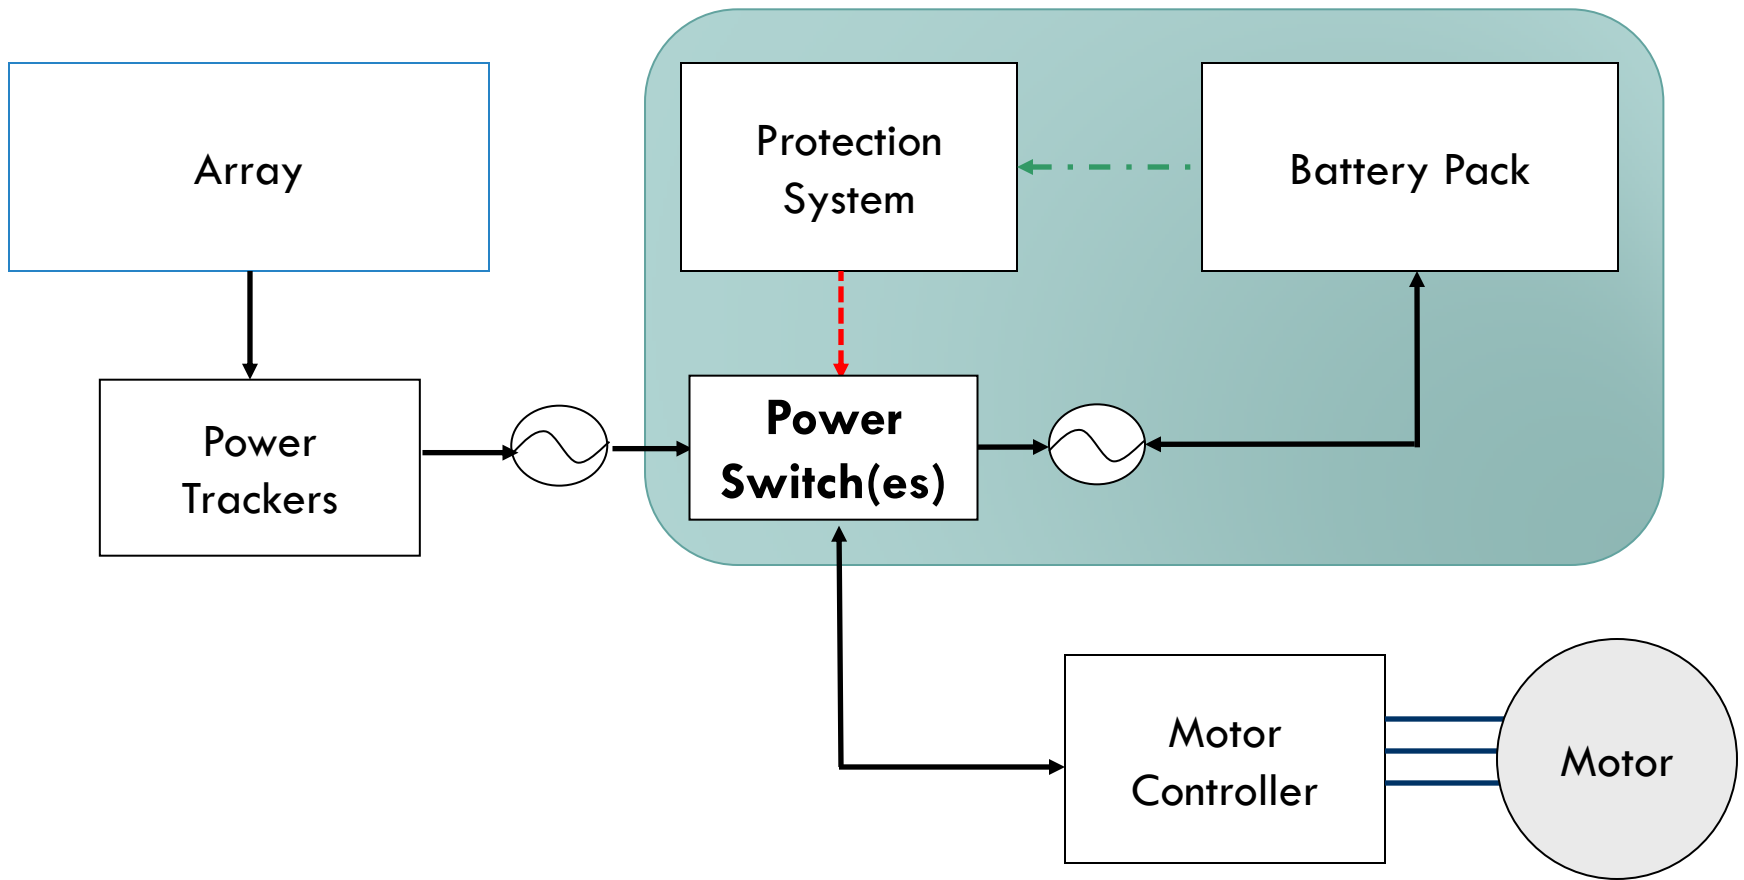 Array
Protection
System
Battery Pack
Power
Trackers
Power
Switch(es)
Motor
Controller
Motor